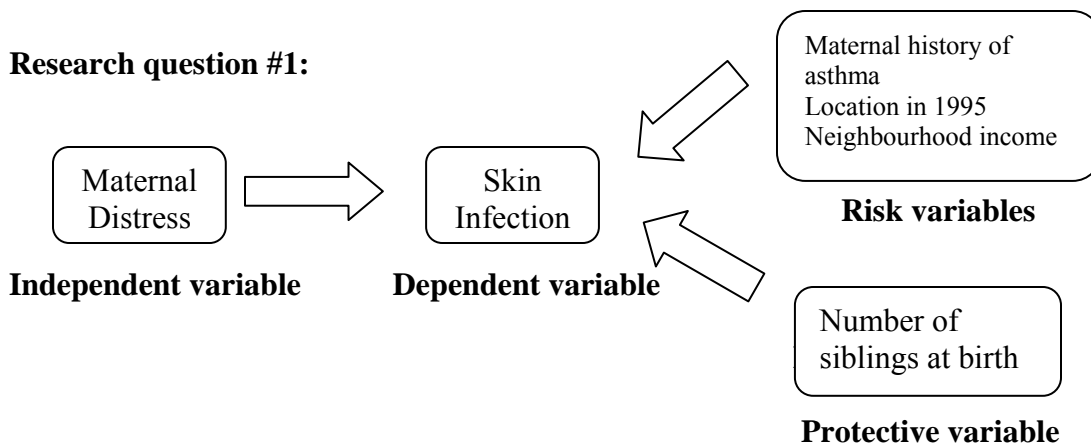 Research question #1:
Maternal
Distress
Independent variable
Skin
Infection
Dependent variable
Maternal history of
asthma
Location in 1995
Neighbourhood income
Risk variables
Number of
siblings at birth
Protective variable